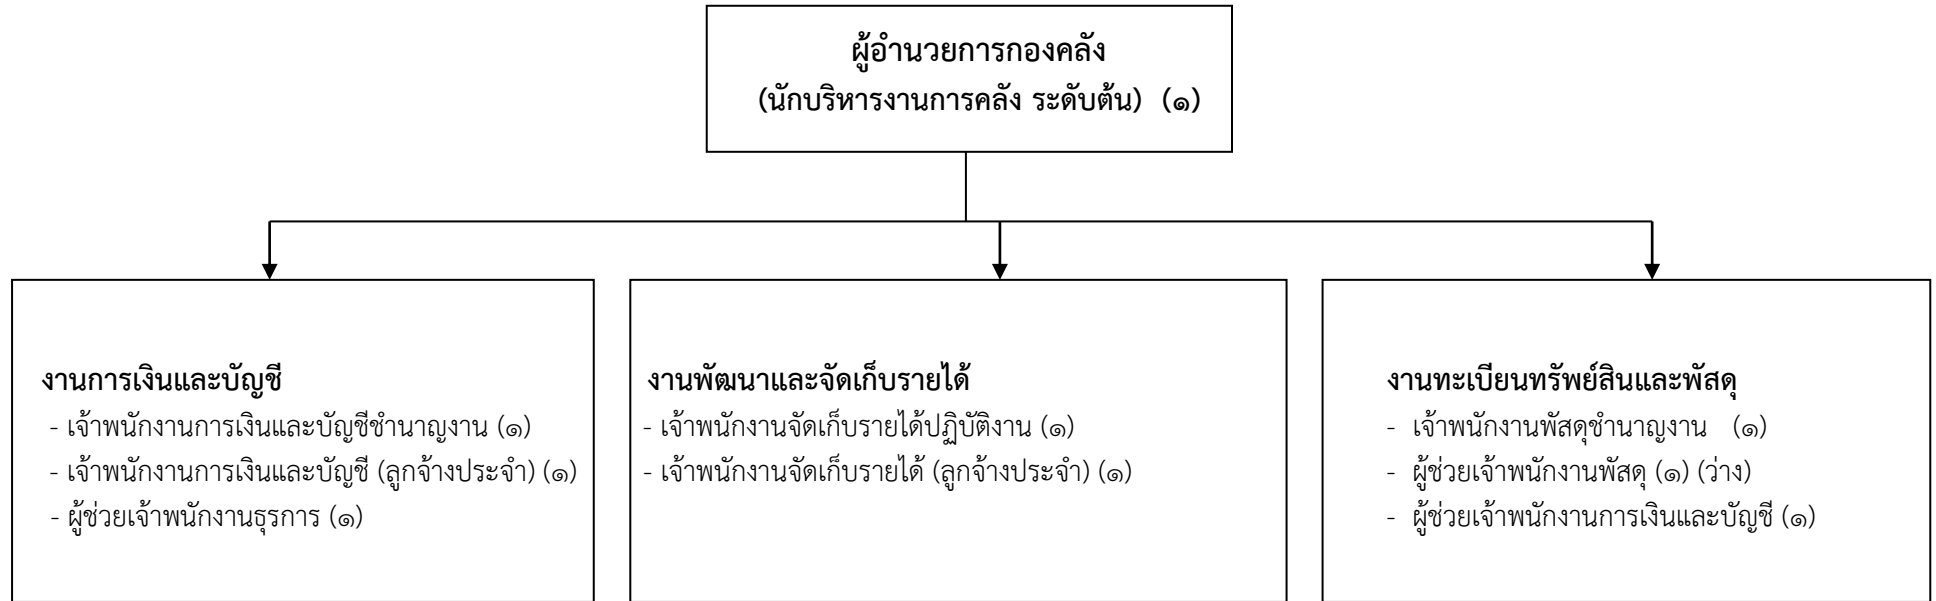 ผู้อำนวยการกองคลัง
(นักบริหารงานการคลัง ระดับต้น) (๑)
งานการเงินและบัญชี
- เจ้าพนักงานการเงินและบัญชีชำนาญงาน (๑)
- เจ้าพนักงานการเงินและบัญชี (ลูกจ้างประจำ) (๑)
- ผู้ช่วยเจ้าพนักงานธุรการ (๑)
งานพัฒนาและจัดเก็บรายได้
- เจ้าพนักงานจัดเก็บรายได้ปฏิบัติงาน (๑)
- เจ้าพนักงานจัดเก็บรายได้ (ลูกจ้างประจำ) (๑)
งานทะเบียนทรัพย์สินและพัสดุ
- เจ้าพนักงานพัสดุชำนาญงาน (๑)
- ผู้ช่วยเจ้าพนักงานพัสดุ (๑) (ว่าง)
- ผู้ช่วยเจ้าพนักงานการเงินและบัญชี (๑)